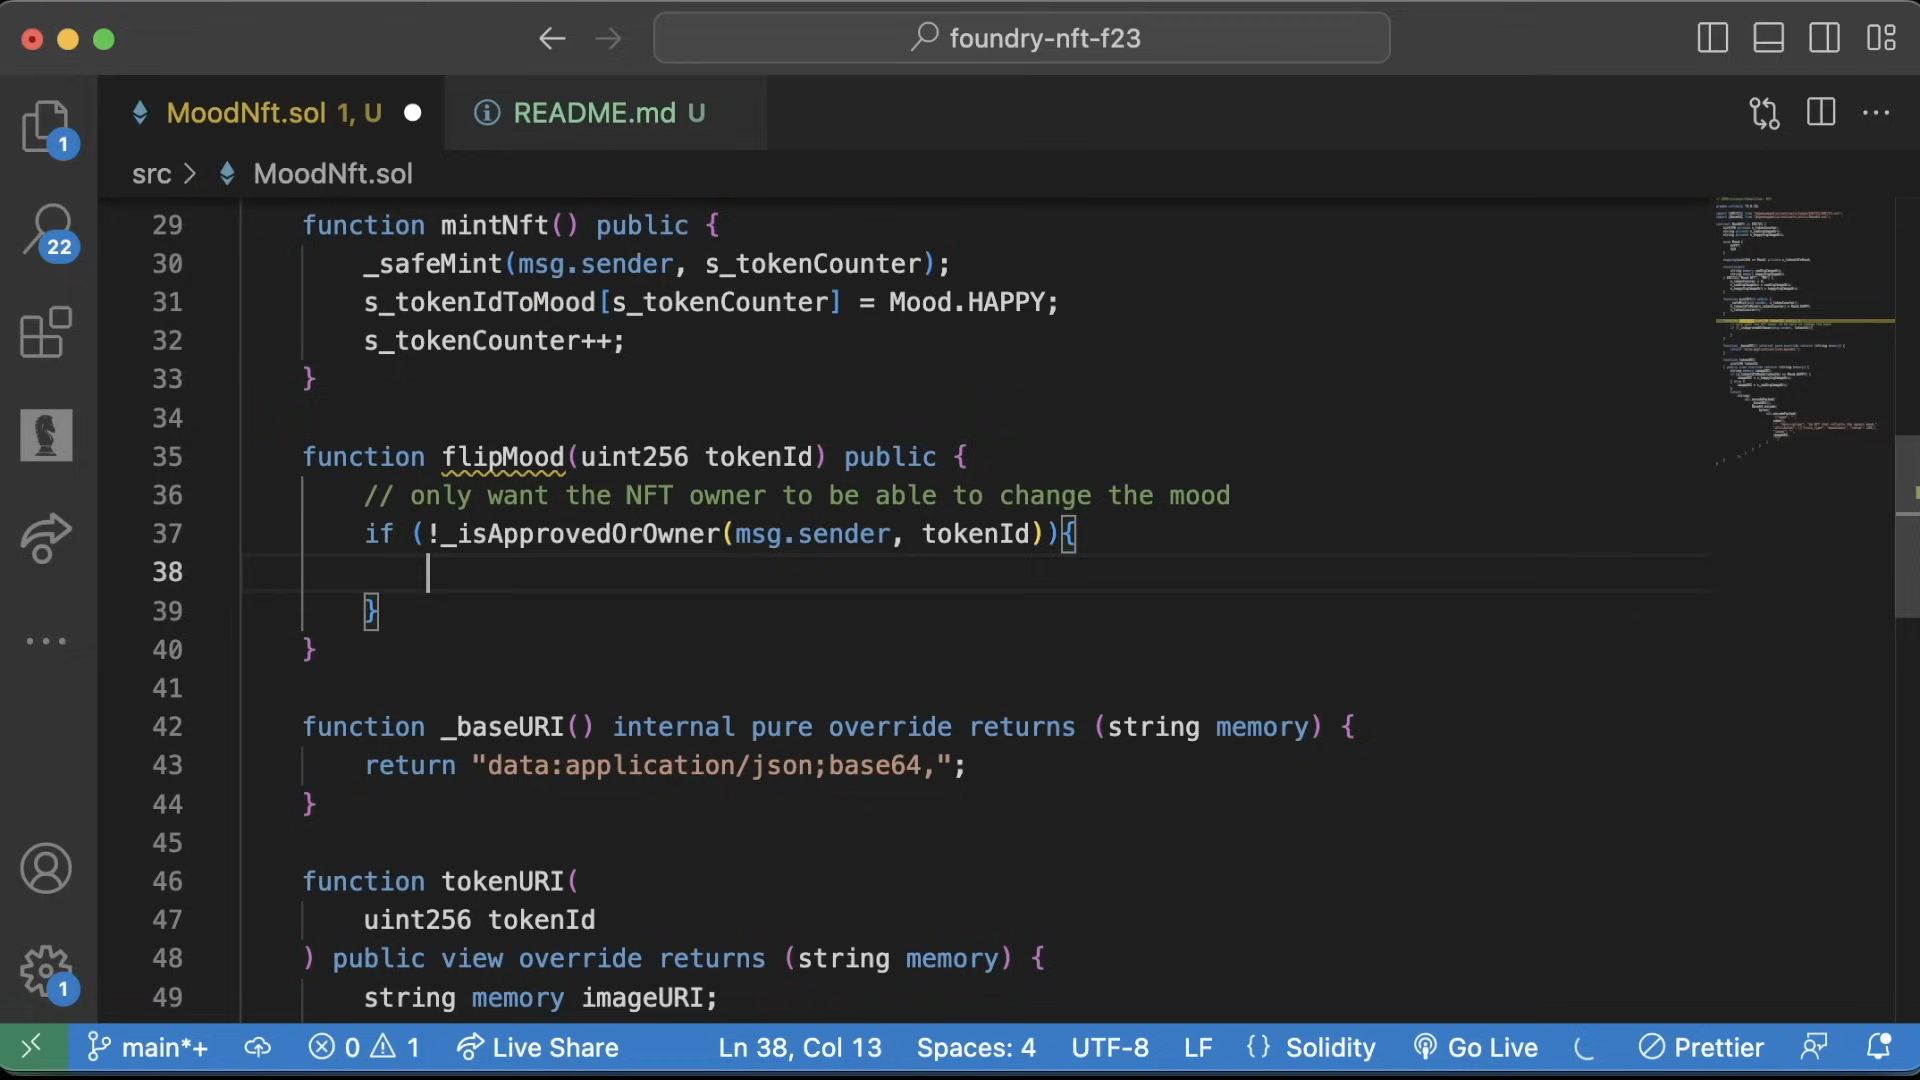 foundry-nft-f23
MoodNft.sol 1, U
README.md U
src > MoodNft.sol
1
22
1
29 function mintNft() public {
30 _safeMint(msg.sender, s_tokenCounter);
31 s_tokenIdToMood[s_tokenCounter] = Mood.HAPPY;
32 s_tokenCounter++;
33 }
34
35 function flipMood(uint256 tokenId) public {
36 // only want the NFT owner to be able to change the mood
37 if (!_isApprovedOrOwner(msg.sender, tokenId)){
38
39 }
40 }
41
42 function _baseURI() internal pure override returns (string memory) {
43 return "data:application/json;base64,";
44 }
45
46 function tokenURI(
47 uint256 tokenId
48 ) public view override returns (string memory) {
49 string memory imageURI;
main*+ 0 1 Live Share Ln 38, Col 13 Spaces: 4 UTF-8 LF {} Solidity Go Live Prettier